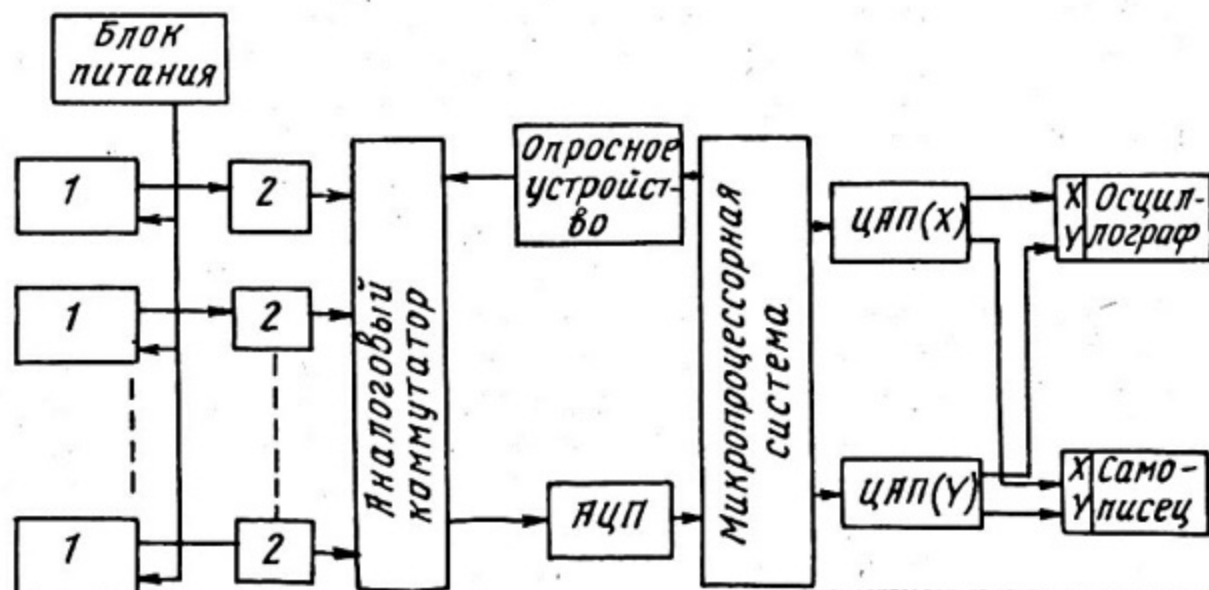 Блок
питания
1
2
1
2
1
2
Аналоговый
каммутатор
Опросное
устройст-
во
АЦП
Микропроцессорная
система
ЦАП(X)
ЦАП(Y)
X
Y
Осцил-
лограф
X
Y
Само-
писец